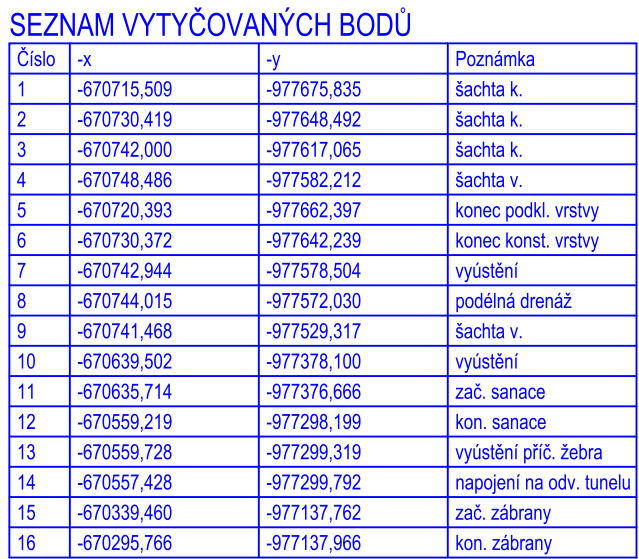 SEZNAM VYTYČOVANÝCH BODŮ
Číslo -x -y Poznámka
1 -670715,509 -977675,835 šachta k.
2 -670730,419 -977648,492 šachta k.
3 -670742,000 -977617,065 šachta k.
4 -670748,486 -977582,212 šachta v.
5 -670720,393 -977662,397 konec podkl. vrstvy
6 -670730,372 -977642,239 konec konst. vrstvy
7 -670742,944 -977578,504 vyústění
8 -670744,015 -977572,030 podélná drenáž
9 -670741,468 -977529,317 šachta v.
10 -670639,502 -977378,100 vyústění
11 -670635,714 -977376,666 zač. sanace
12 -670559,219 -977298,199 kon. sanace
13 -670559,728 -977299,319 vyústění příč. žebra
14 -670557,428 -977299,792 napojení na odv. tunelu
15 -670339,460 -977137,762 zač. zábrany
16 -670295,766 -977137,966 kon. zábrany